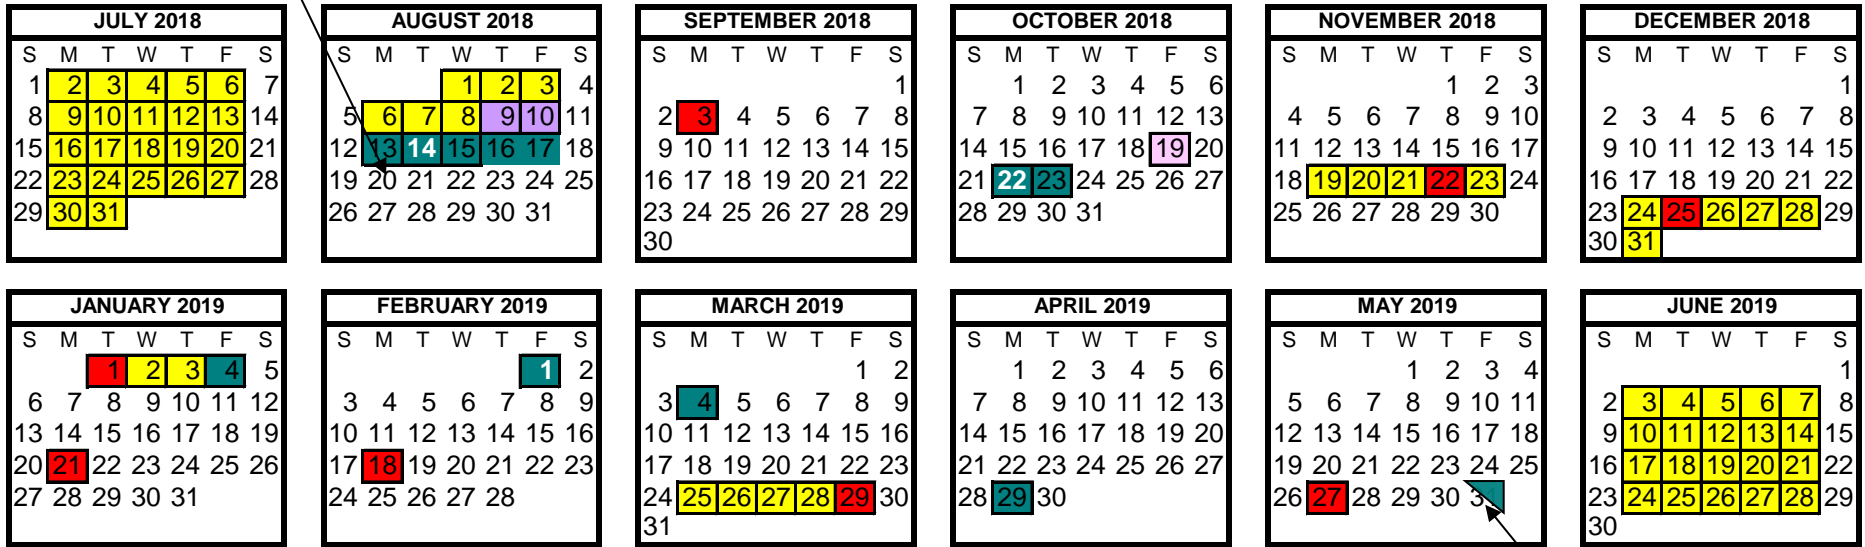 JULY 2018
S M T W T F S
1 2 3 4 5 6 7
8 9 10 11 12 13 14
15 16 17 18 19 20 21
22 23 24 25 26 27 28
29 30 31
AUGUST 2018
S M T W T F S
1 2 3 4
5 6 7 8 9 10 11
12 13 14 15 16 17 18
19 20 21 22 23 24 25
26 27 28 29 30 31
SEPTEMBER 2018
S M T W T F S
1
2 3 4 5 6 7 8
9 10 11 12 13 14 15
16 17 18 19 20 21 22
23 24 25 26 27 28 29
30
OCTOBER 2018
S M T W T F S
1 2 3 4 5 6
7 8 9 10 11 12 13
14 15 16 17 18 19 20
21 22 23 24 25 26 27
28 29 30 31
NOVEMBER 2018
S M T W T F S
1 2 3
4 5 6 7 8 9 10
11 12 13 14 15 16 17
18 19 20 21 22 23 24
25 26 27 28 29 30
DECEMBER 2018
S M T W T F S
1
2 3 4 5 6 7 8
9 10 11 12 13 14 15
16 17 18 19 20 21 22
23 24 25 26 27 28 29
30 31
JANUARY 2019
S M T W T F S
1 2 3 4 5
6 7 8 9 10 11 12
13 14 15 16 17 18 19
20 21 22 23 24 25 26
27 28 29 30 31
FEBRUARY 2019
S M T W T F S
1 2
3 4 5 6 7 8 9
10 11 12 13 14 15 16
17 18 19 20 21 22 23
24 25 26 27 28
MARCH 2019
S M T W T F S
1 2
3 4 5 6 7 8 9
10 11 12 13 14 15 16
17 18 19 20 21 22 23
24 25 26 27 28 29 30
31
APRIL 2019
S M T W T F S
1 2 3 4 5 6
7 8 9 10 11 12 13
14 15 16 17 18 19 20
21 22 23 24 25 26 27
28 29 30
MAY 2019
S M T W T F S
1 2 3 4
5 6 7 8 9 10 11
12 13 14 15 16 17 18
19 20 21 22 23 24 25
26 27 28 29 30 31
JUNE 2019
S M T W T F S
1
2 3 4 5 6 7 8
9 10 11 12 13 14 15
16 17 18 19 20 21 22
23 24 25 26 27 28 29
30